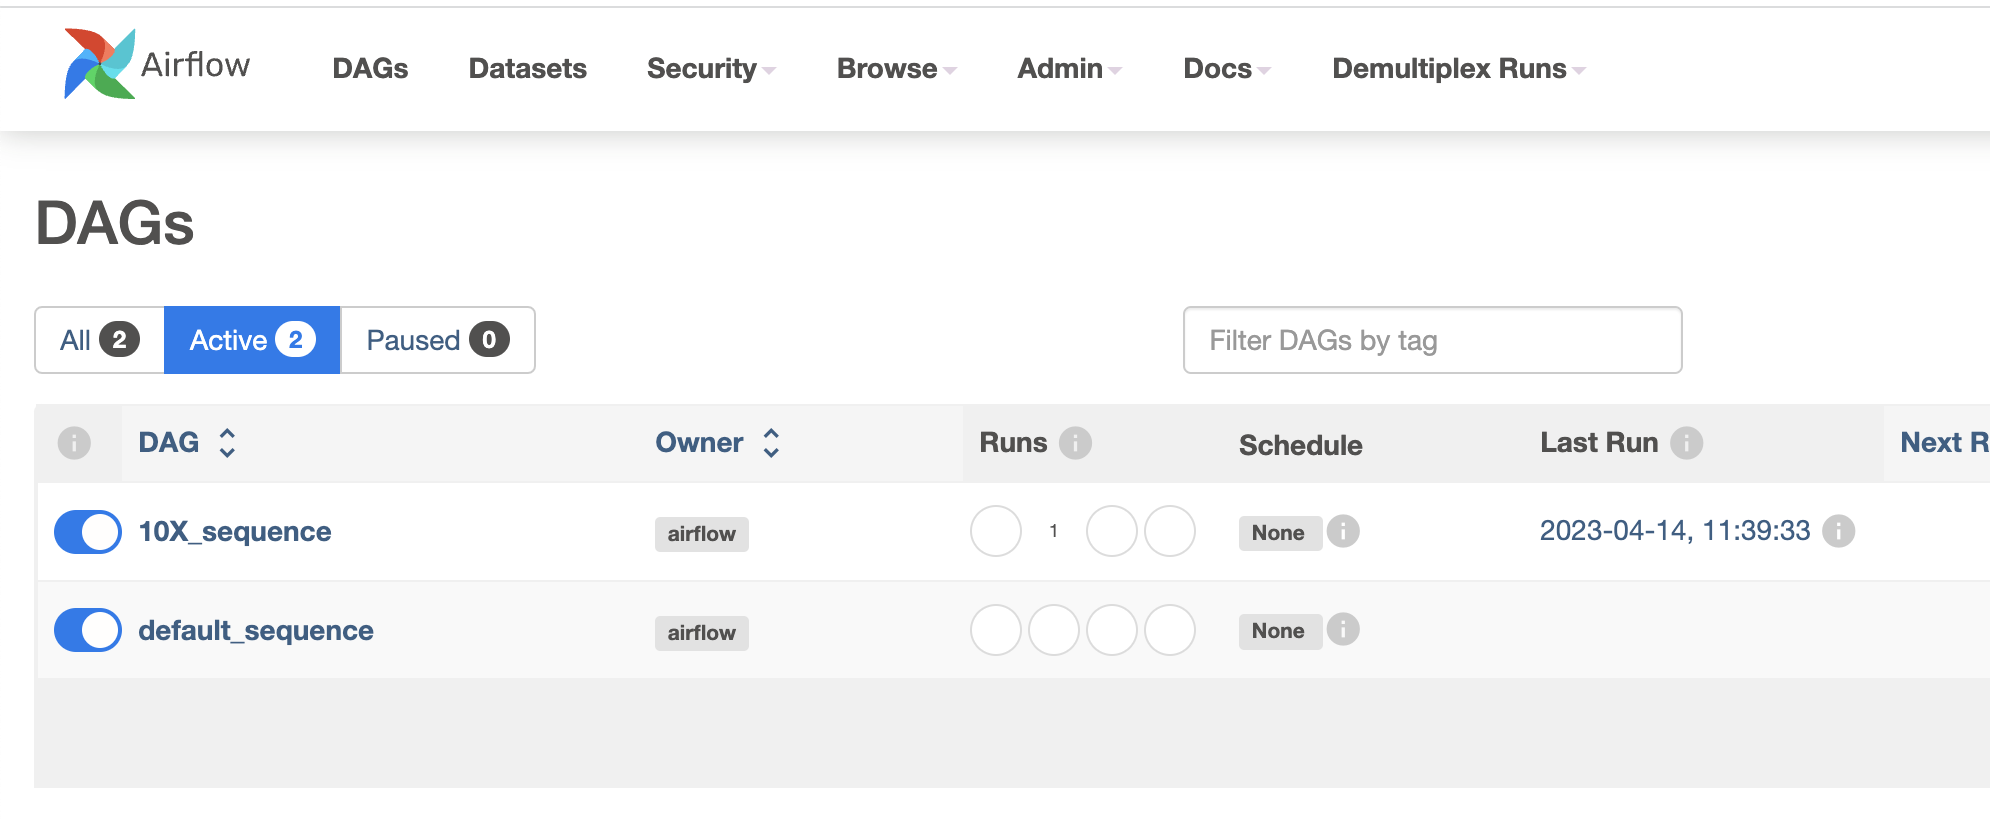 Airflow DAGs Datasets Security Browse Admin Docs Demultiplex Runs
DAGs
All 2 Active 2 Paused 0 Filter DAGs by tag
i DAG Owner Runs i Schedule Last Run i Next R
10X_sequence airflow 1 None i 2023-04-14, 11:39:33 i
default_sequence airflow None i